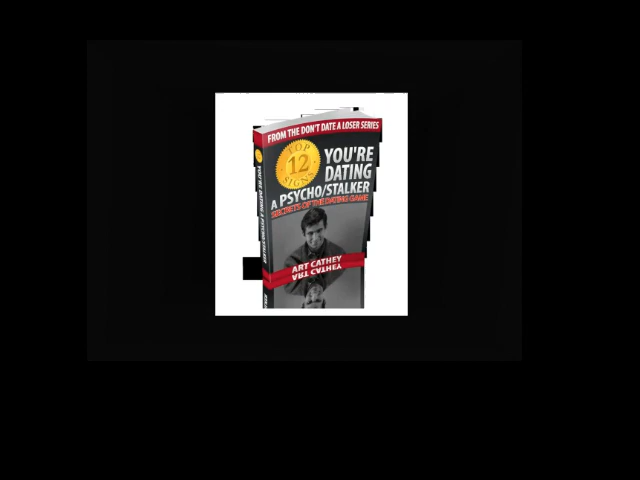 FROM THE DON'T DATE A LOSER SERIES
TOP
12
SIGNS
YOU'RE
DATING
A PSYCHO/STALKER
SECRETS OF THE DATING GAME
ART CATHEY
ART CATHEY
YOU'RE DATING A PSYCHO/STALKER